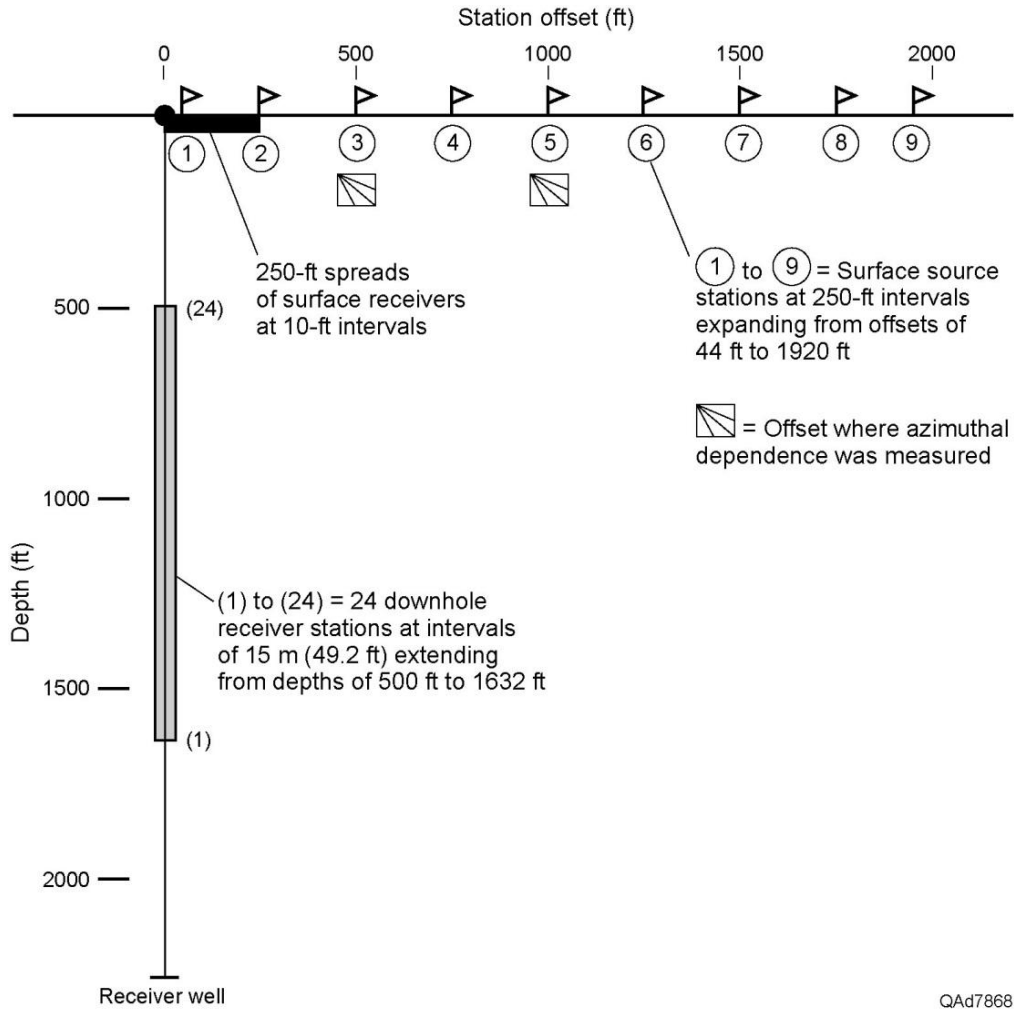 Station offset (ft)
0 500 1000 1500 2000
1 2 3 4 5 6 7 8 9
250-ft spreads
of surface receivers
at 10-ft intervals
1 to 9 = Surface source
stations at 250-ft intervals
expanding from offsets of
44 ft to 1920 ft
500
(24)
= Offset where azimuthal
dependence was measured
1000
Depth (ft)
(1) to (24) = 24 downhole
receiver stations at intervals
of 15 m (49.2 ft) extending
from depths of 500 ft to 1632 ft
1500
(1)
2000
Receiver well
QAd7868